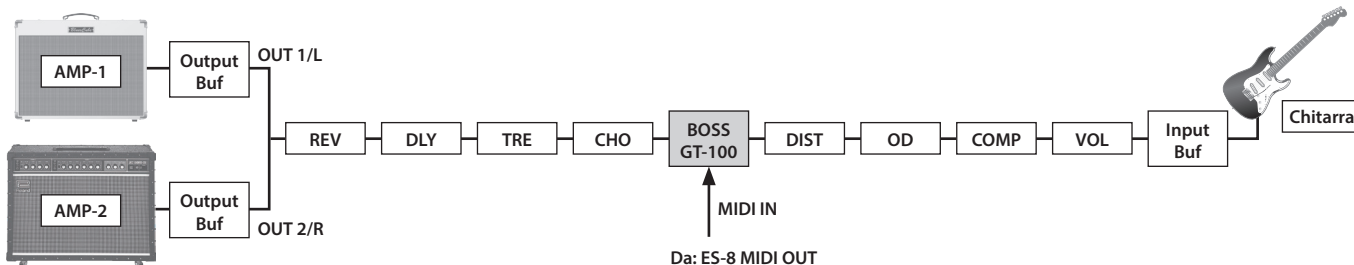 AMP-1
Output
Buf
OUT 1/L
REV
DLY
TRE
CHO
BOSS
GT-100
DIST
OD
COMP
VOL
Input
Buf
Chitarra
AMP-2
Output
Buf
OUT 2/R
MIDI IN
Da: ES-8 MIDI OUT